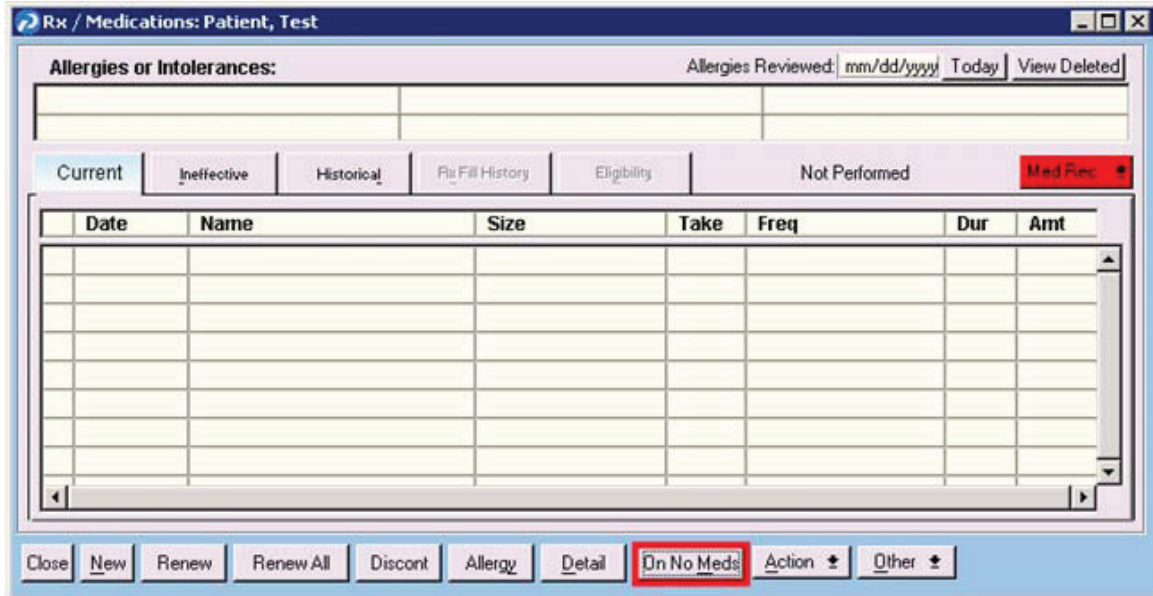 Rx / Medications: Patient, Test
Allergies or Intolerances: Allergies Reviewed: mm/dd/yyyy Today View Deleted
Current Ineffective Historical Rx Fill History Eligibility Not Performed Med Rec
Date Name Size Take Freq Dur Amt
Close New Renew Renew All Discont Allergy Detail On No Meds Action Other